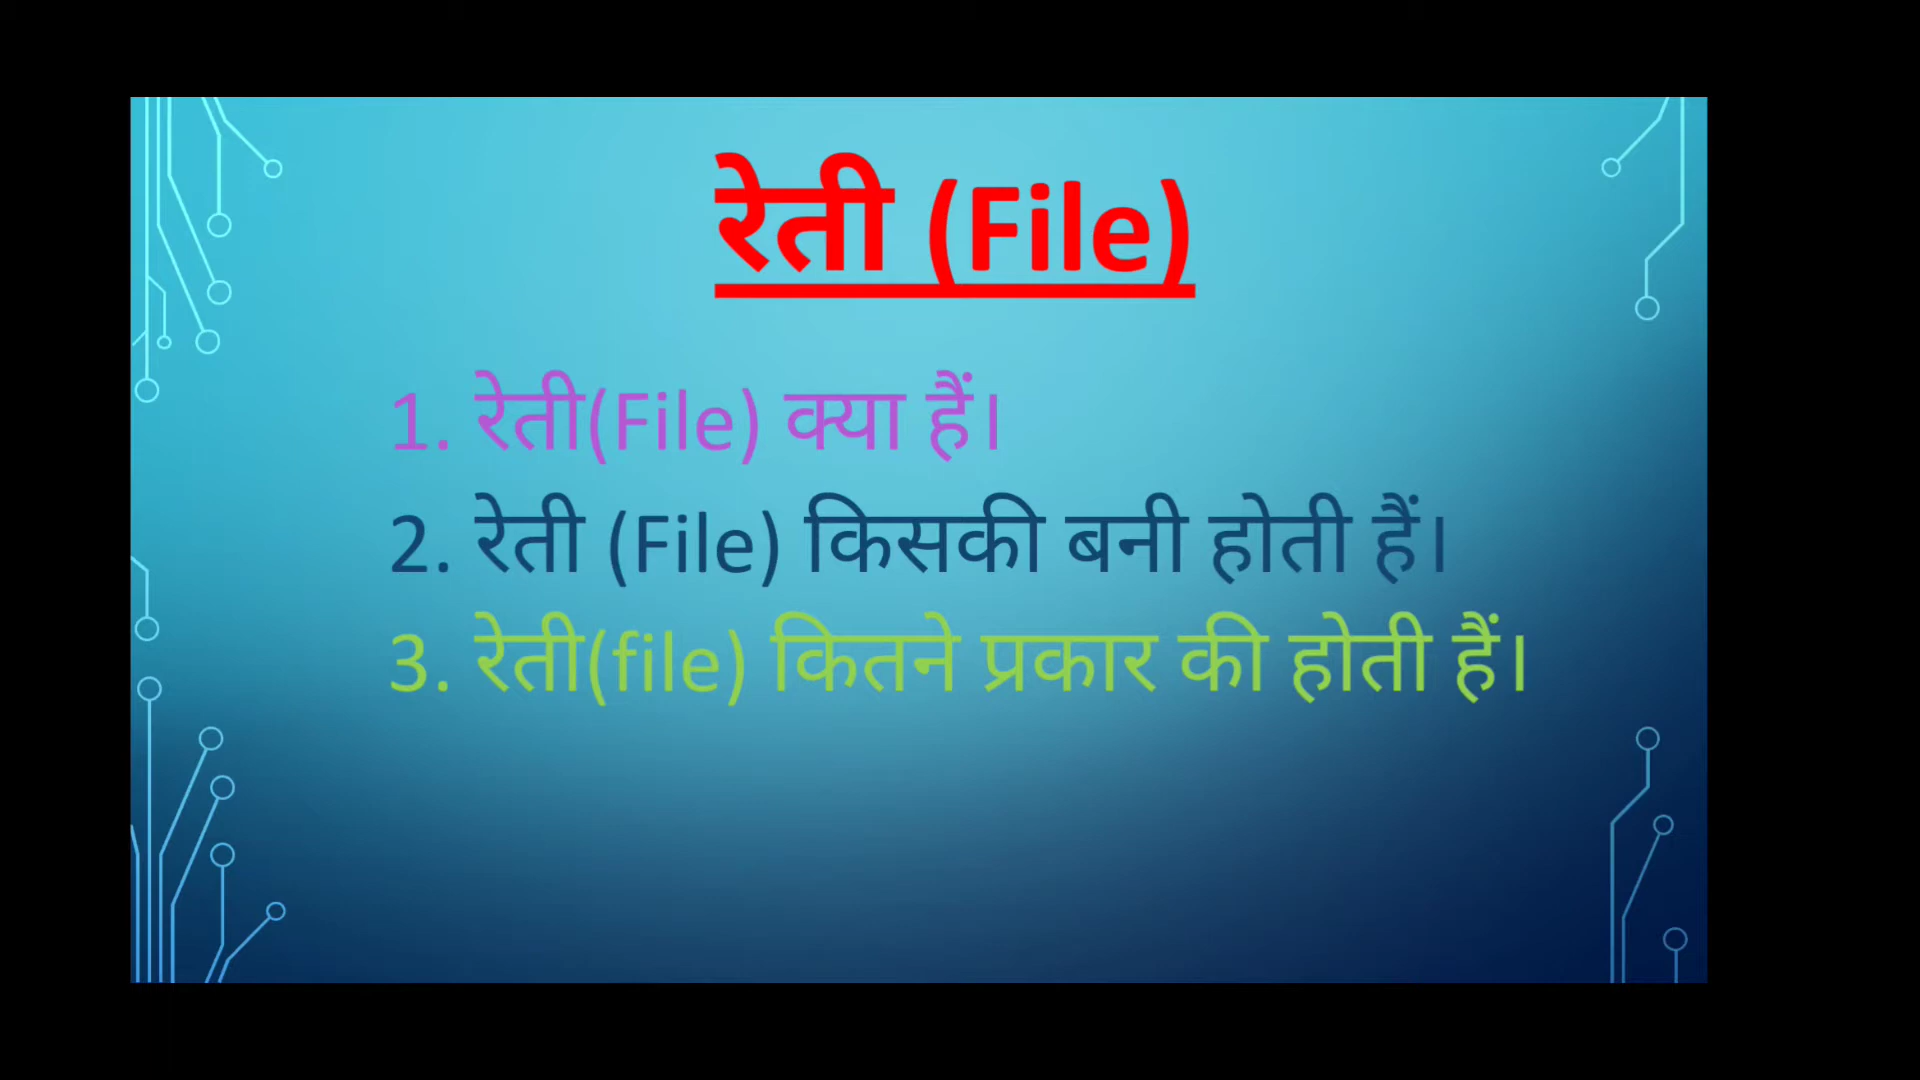 रेती (File)
1. रेती(File) क्या हैं।
2. रेती (File) किसकी बनी होती हैं।
3. रेती(file) कितने प्रकार की होती हैं।